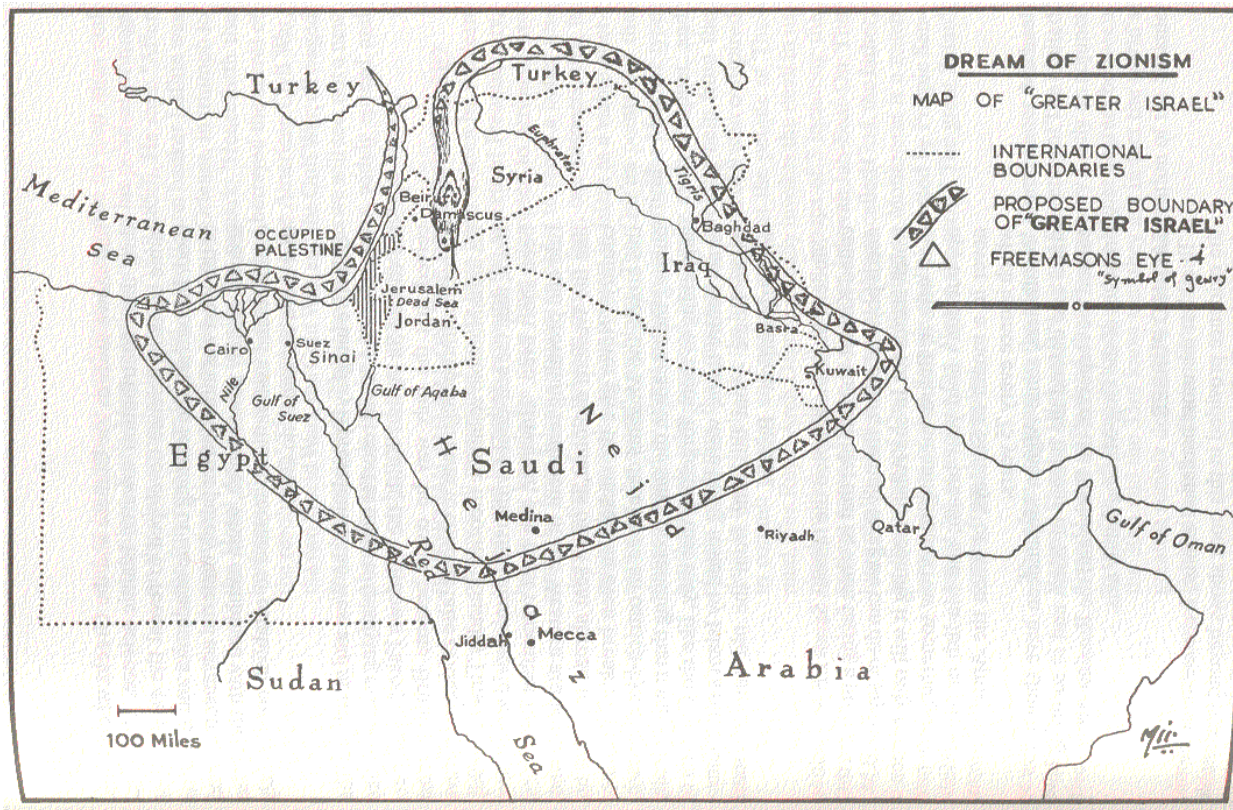 DREAM OF ZIONISM
MAP OF "GREATER ISRAEL"
INTERNATIONAL
BOUNDARIES
PROPOSED BOUNDARY
OF "GREATER ISRAEL"
FREEMASONS EYE -
"symbol of
Turkey
Turkey
Mediterranean
Sea
Euphrates
Tigris
Syria
Beir
Damascus
Baghdad
OCCUPIED
PALESTINE
Iraq
Jerusalem
Dead Sea
Jordan
Basra
Cairo
Suez
Sinai
Kuwait
Nile
Gulf of
Suez
Gulf of Aqaba
Egypt
Saudi
Nejd
Hejaz
Medina
Riyadh
Qatar
Gulf of Oman
Red
Sea
Jiddah
Mecca
Arabia
Sudan
100 Miles